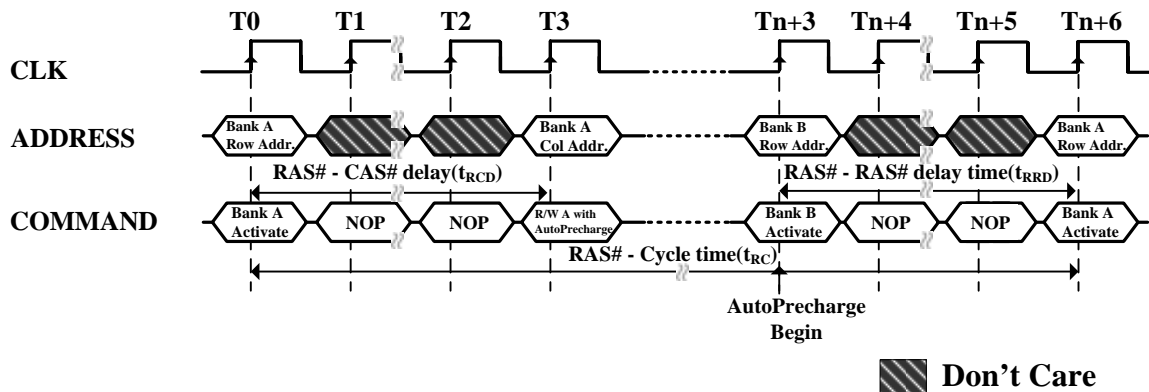 T0 T1 T2 T3 Tn+3 Tn+4 Tn+5 Tn+6
CLK
ADDRESS
Bank A
Row Addr.
Bank A
Col Addr.
Bank B
Row Addr.
Bank A
Row Addr.
RAS# - CAS# delay(tRCD)
RAS# - RAS# delay time(tRRD)
COMMAND
Bank A
Activate
NOP
NOP
R/W A with
AutoPrecharge
Bank B
Activate
NOP
NOP
Bank A
Activate
RAS# - Cycle time(tRC)
AutoPrecharge
Begin
Don't Care